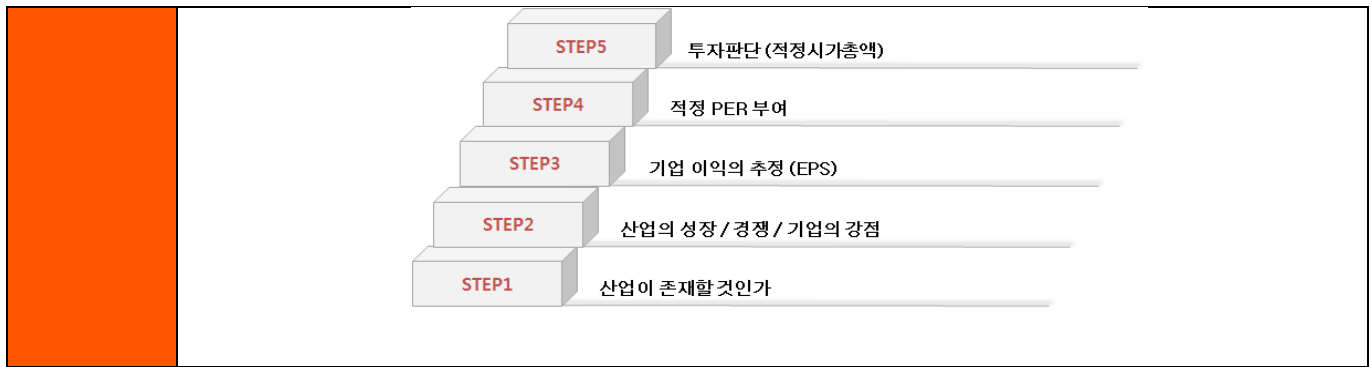 STEP5 투자판단 (적정시가총액)
STEP4 적정 PER 부여
STEP3 기업 이익의 추정 (EPS)
STEP2 산업의 성장 / 경쟁 / 기업의 강점
STEP1 산업이 존재할것인가